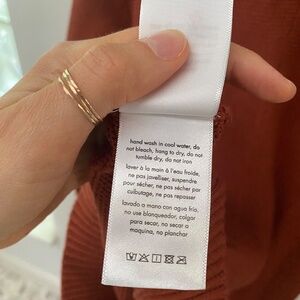 hand wash in cool water, do
not bleach, hang to dry, do not
tumble dry, do not iron
laver à la main à l'eau froide,
ne pas javelliser, suspendre
pour sécher, ne pas sécher par
culbutage, ne pas repasser
lavado a mano con agua fría,
no use blanqueador, colgar
para secar, no secar a
maquina, no planchar